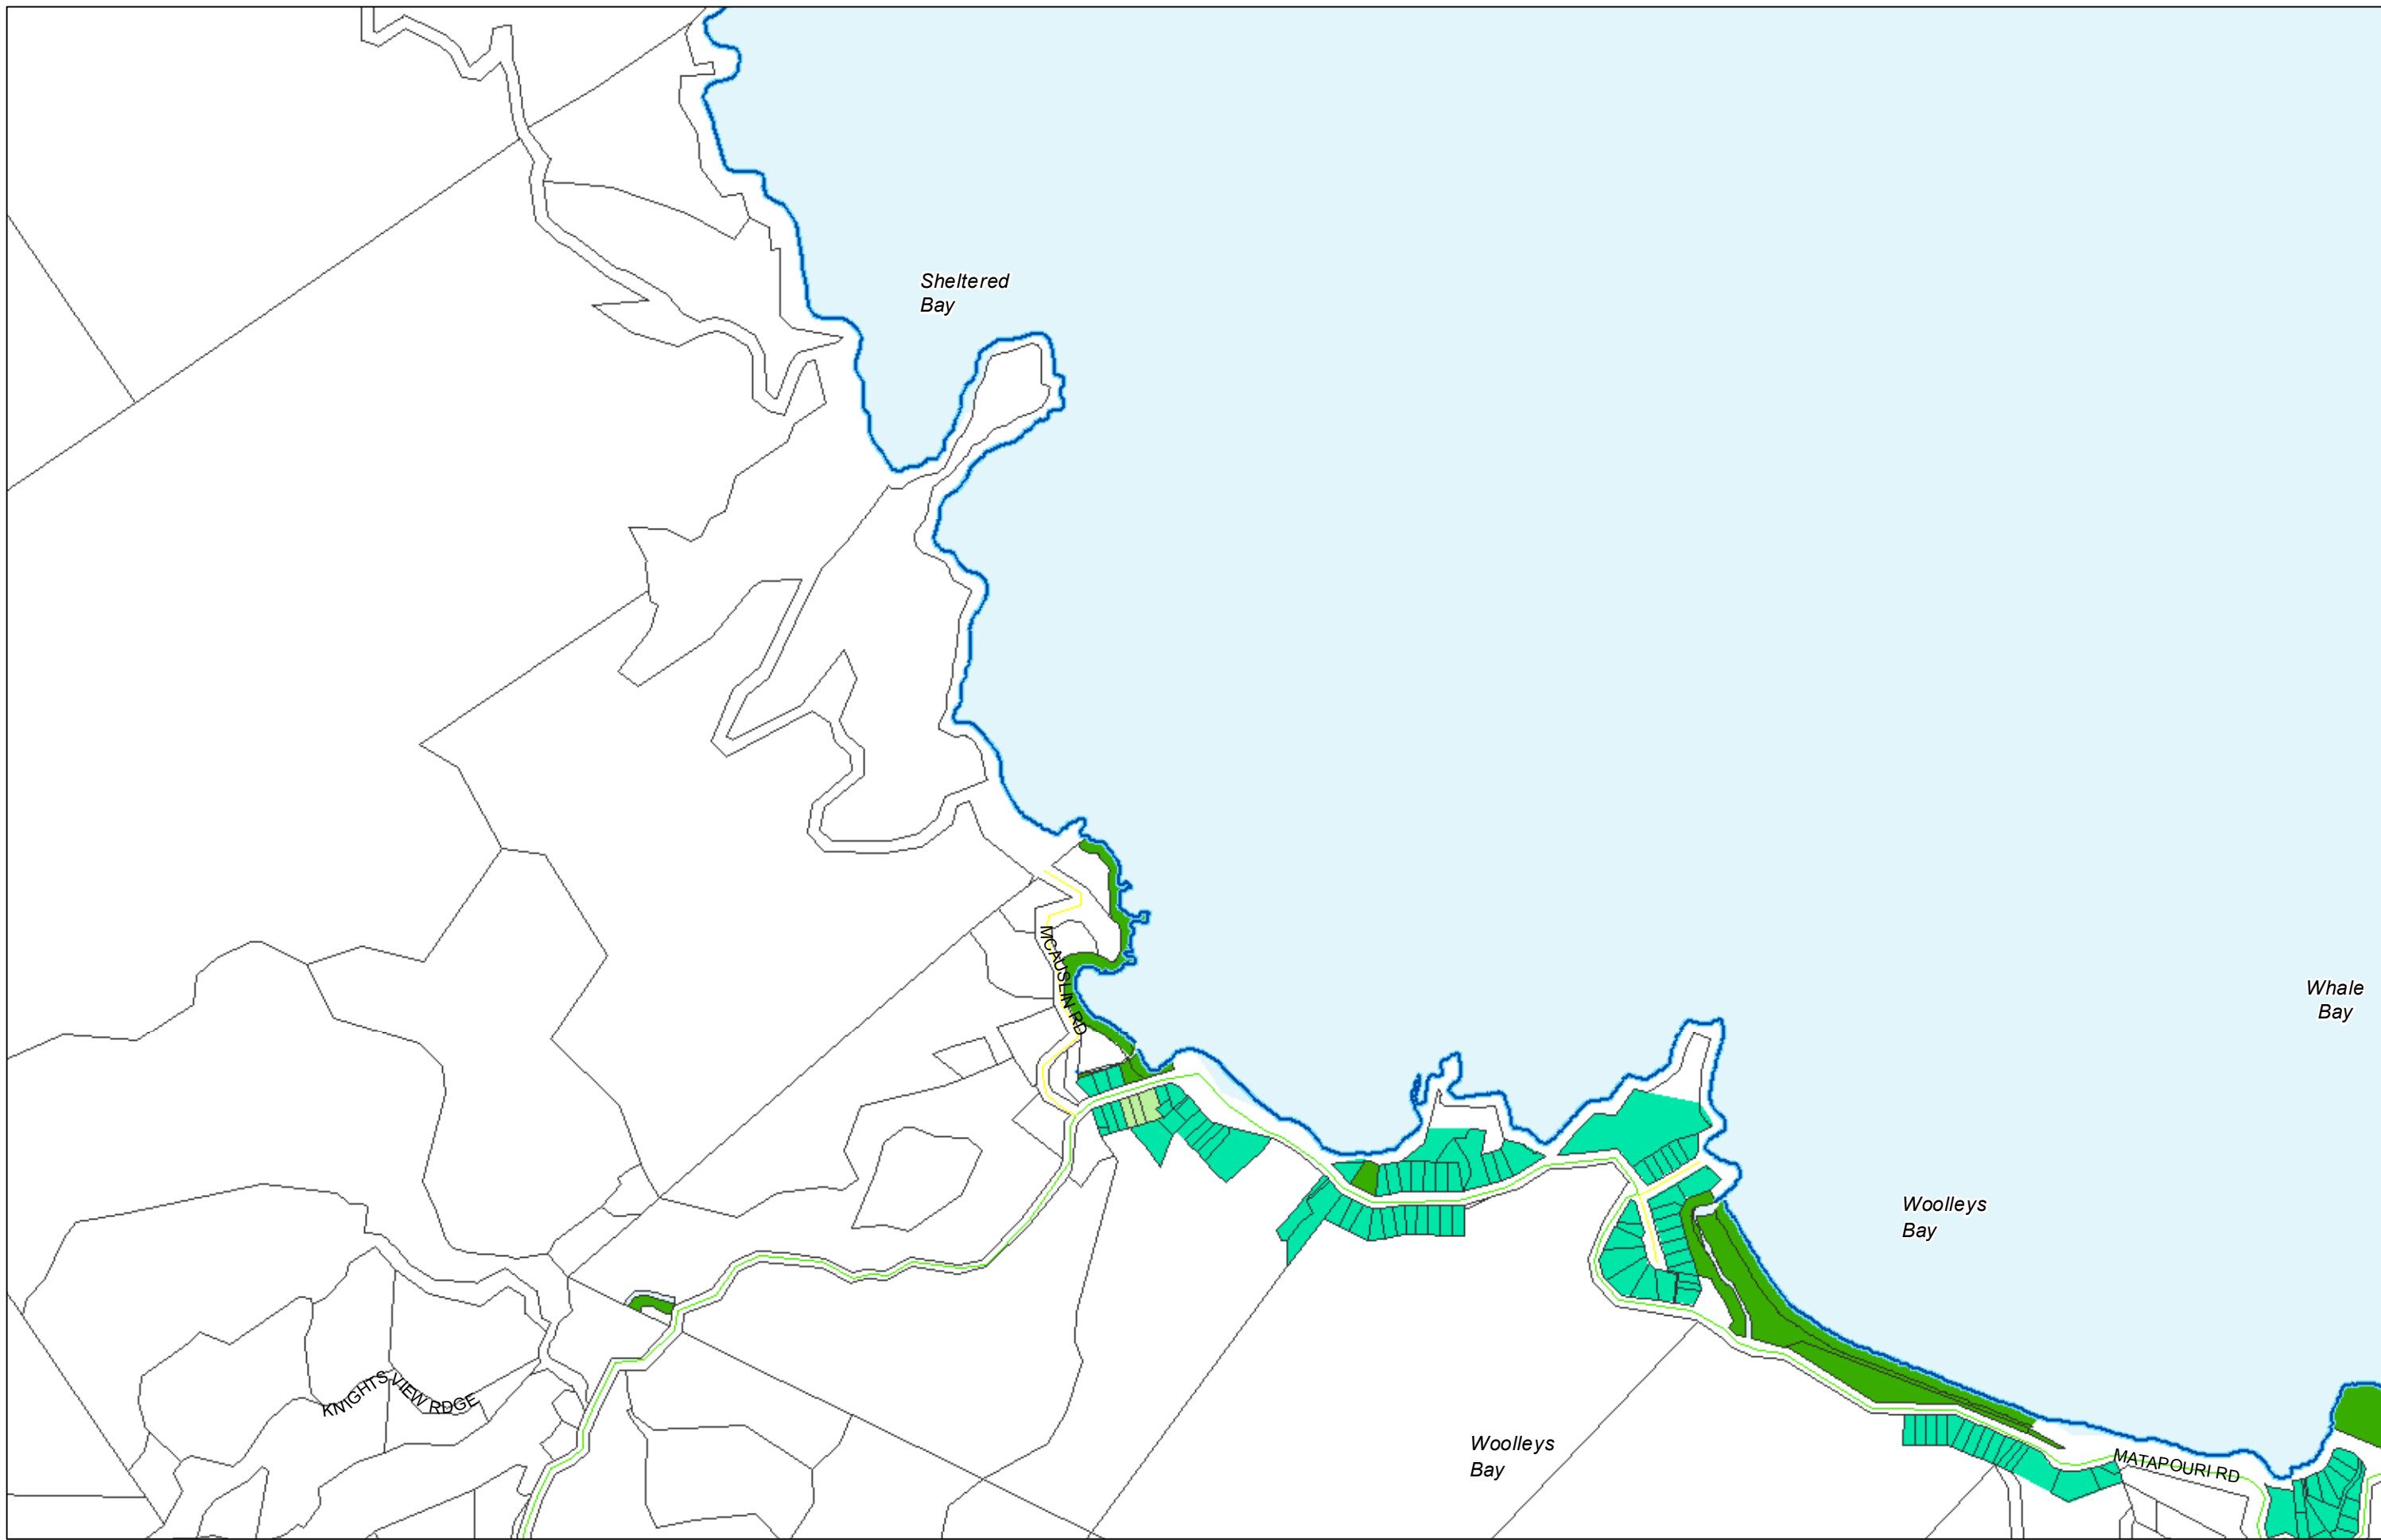 Sheltered
Bay
MCAUSLIN RD
Whale
Bay
Woolleys
Bay
KNIGHTS VIEW RDGE
Woolleys
Bay
MATAPOURI RD